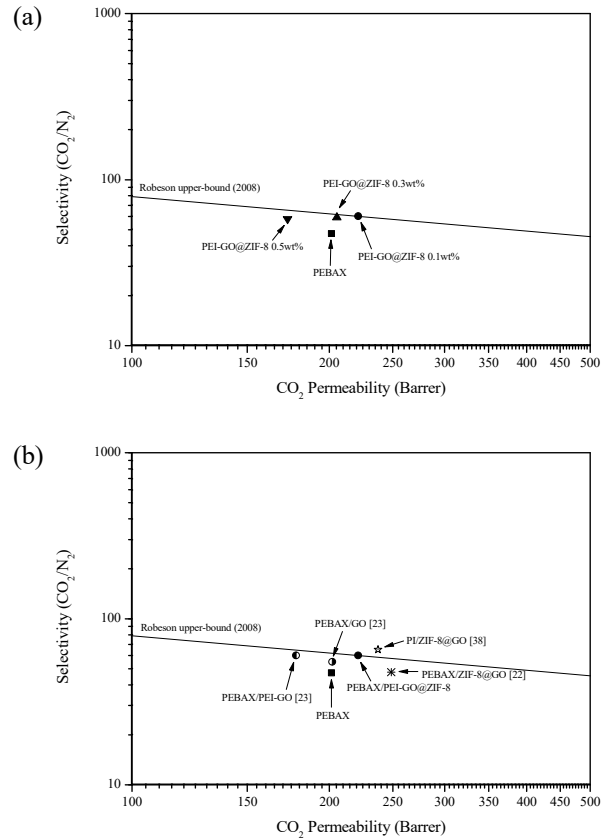 (a)
1000
100
10
Selectivity (CO₂/N₂)
Robeson upper-bound (2008)
PEI-GO@ZIF-8 0.3wt%
PEI-GO@ZIF-8 0.5wt%
PEI-GO@ZIF-8 0.1wt%
PEBAX
100 150 200 250 300 350 400 450 500
CO₂ Permeability (Barrer)
(b)
1000
100
10
Selectivity (CO₂/N₂)
Robeson upper-bound (2008)
PEBAX/GO [23]
PI/ZIF-8@GO [38]
PEBAX/ZIF-8@GO [22]
PEBAX/PEI-GO [23]
PEBAX/PEI-GO@ZIF-8
PEBAX
100 150 200 250 300 350 400 450 500
CO₂ Permeability (Barrer)